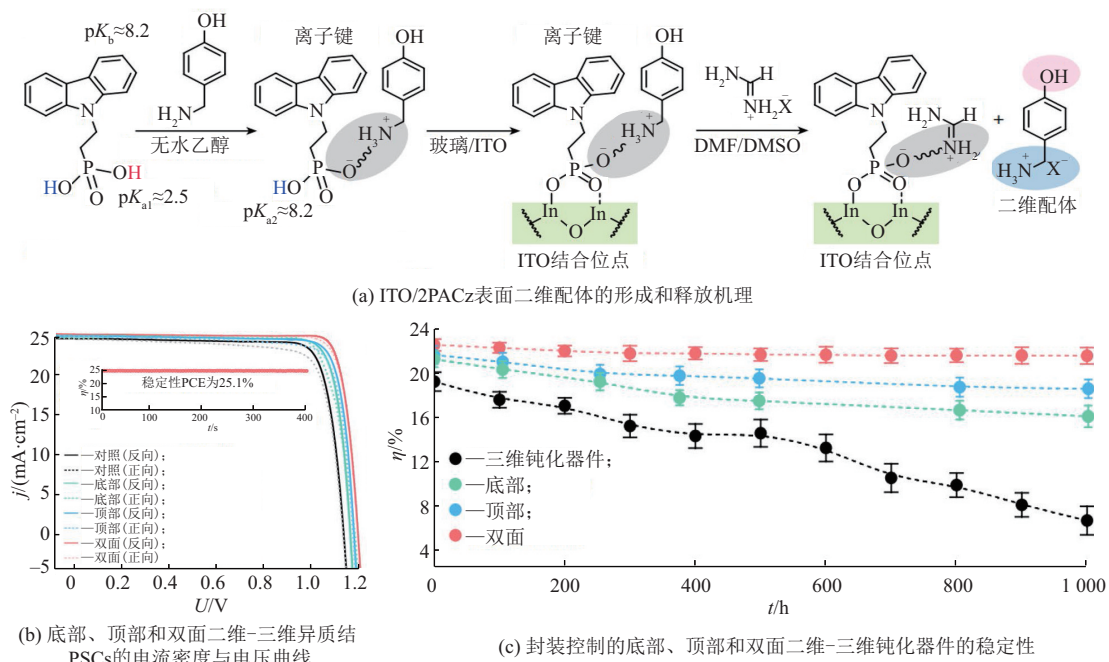 pKb≈8.2
OH
N
H2N
P
HO
OH
O
pKa1≈2.5
无水乙醇
离子键
OH
N
H3N+
O−
P
HO
O
pKa2≈8.2
玻璃/ITO
离子键
OH
N
H3N+
O−
P
O
O
In
In
O
ITO结合位点
H2N
H
NH2X−
+
DMF/DMSO
N
H2N
H
NH2
+
O−
P
O
O
In
In
O
ITO结合位点
+
OH
H3N+
X−
二维配体
(a) ITO/2PACz表面二维配体的形成和释放机理
25
20
15
10
5
0
−5
j/(mA·cm−2)
25
20
15
10
η/%
稳定性PCE为25.1%
0
100
200
300
400
t/s
—对照(反向);
---对照(正向);
—底部(反向);
---底部(正向);
—顶部(反向);
---顶部(正向);
—双面(反向);
---双面(正向)
0 0.2 0.4 0.6 0.8 1.0 1.2
U/V
(b) 底部、顶部和双面二维−三维异质结
PSCs的电流密度与电压曲线
24
20
16
12
8
4
η/%
—三维钝化器件;
—底部;
—顶部;
—双面
0 200 400 600 800 1 000
t/h
(c) 封装控制的底部、顶部和双面二维−三维钝化器件的稳定性